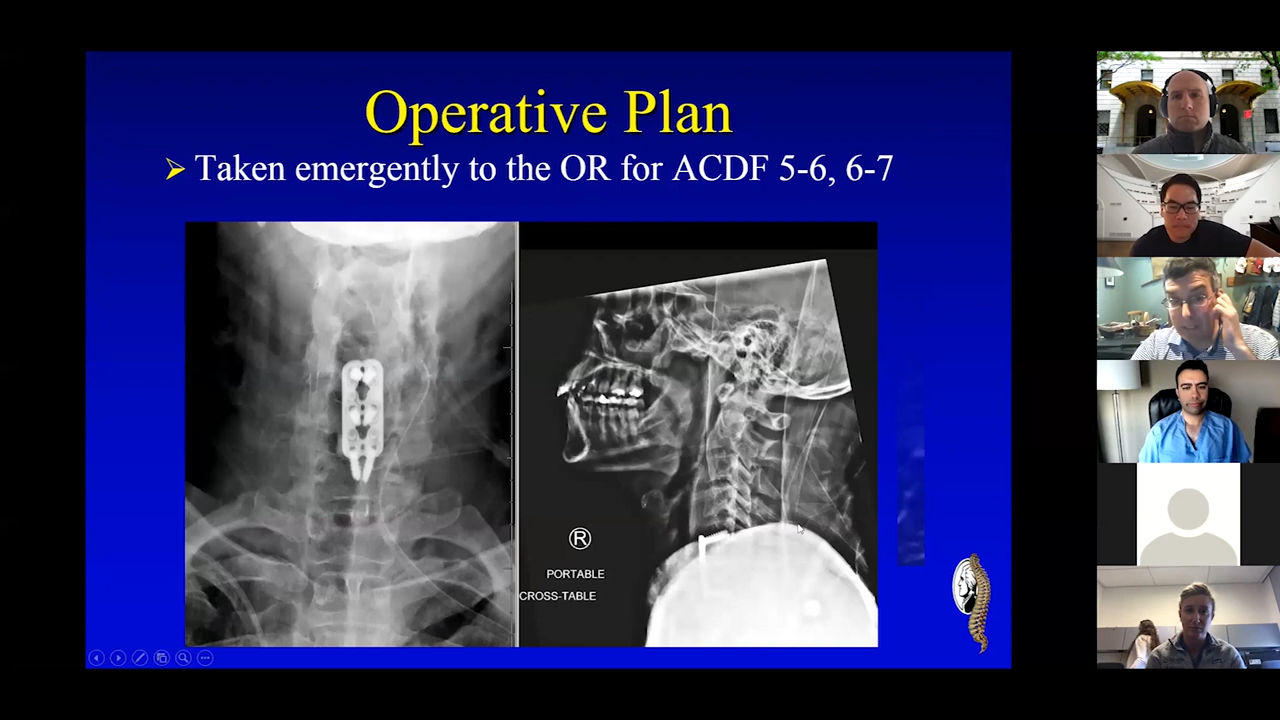 Operative Plan
Taken emergently to the OR for ACDF 5-6, 6-7
R
PORTABLE
CROSS-TABLE